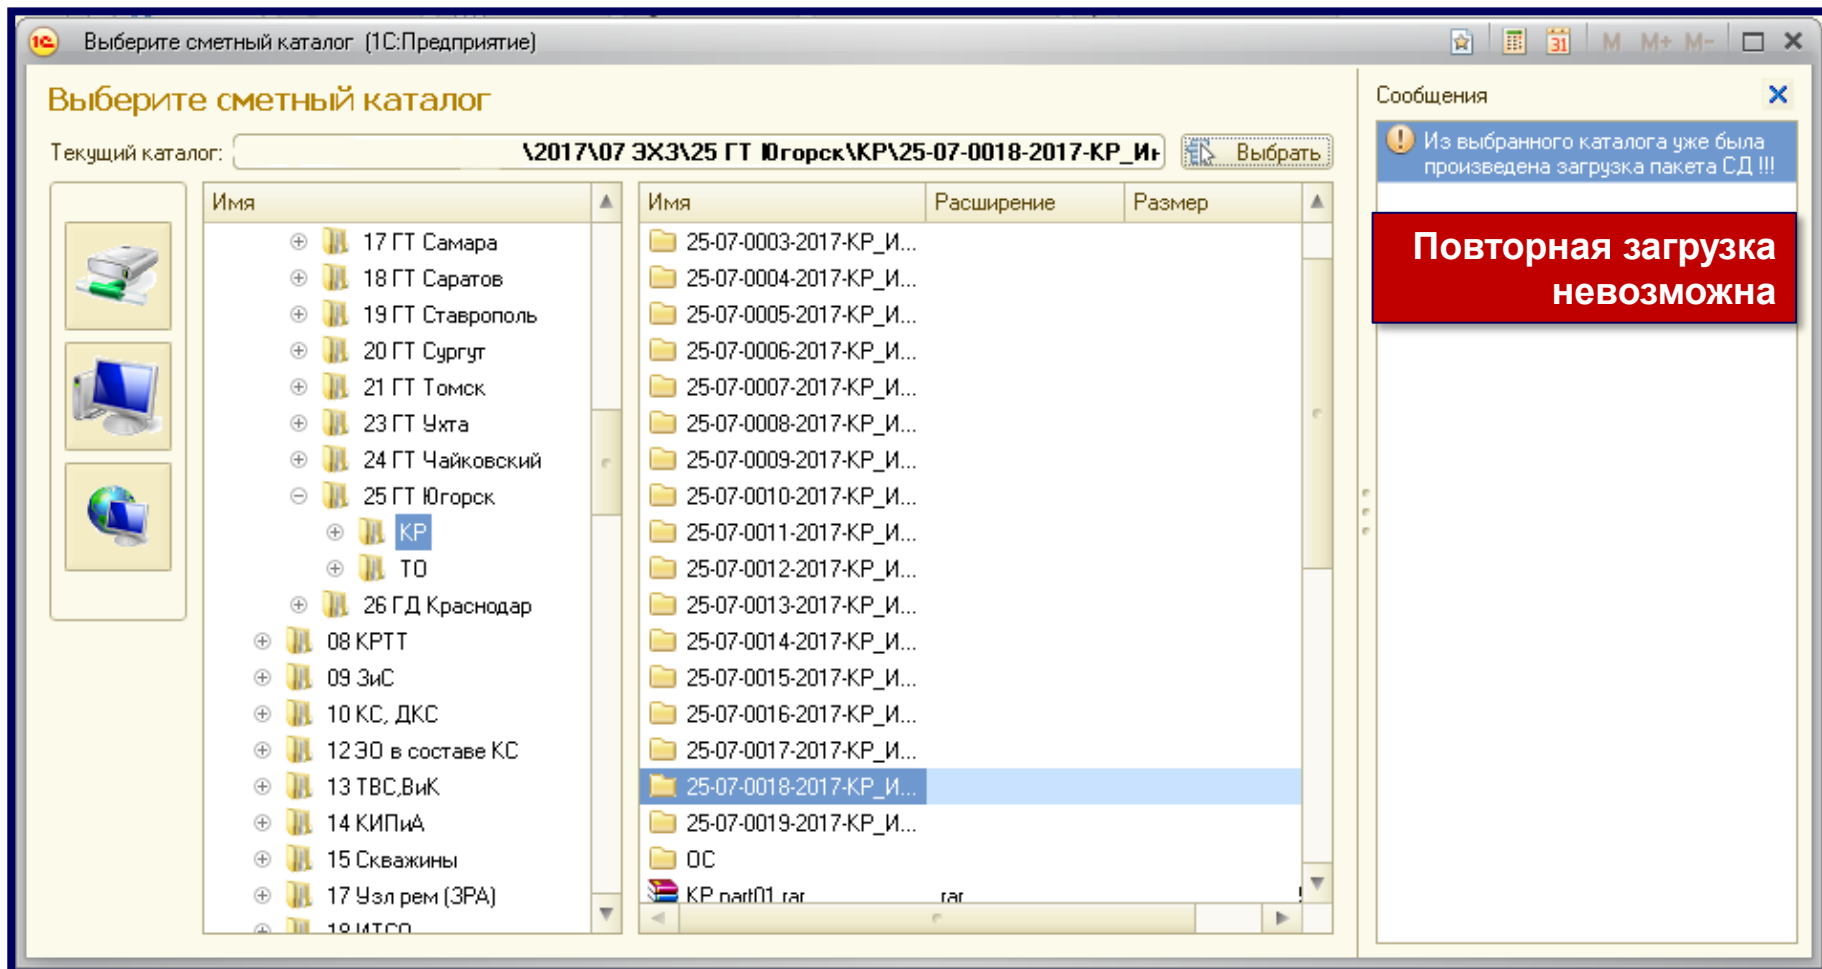 Выберите сметный каталог (1С:Предприятие)
31 M M+ M-
Выберите сметный каталог
Текущий каталог: \2017\07 ЭХЗ\25 ГТ Югорск\КР\25-07-0018-2017-КР_Ин Выбрать
Имя
17 ГТ Самара
18 ГТ Саратов
19 ГТ Ставрополь
20 ГТ Сургут
21 ГТ Томск
23 ГТ Ухта
24 ГТ Чайковский
25 ГТ Югорск
КР
ТО
26 ГД Краснодар
08 КРТТ
09 ЗиС
10 КС, ДКС
12 ЭО в составе КС
13 ТВС,ВиК
14 КИПиА
15 Скважины
17 Узл рем (ЗРА)
18 ИТСО
Имя Расширение Размер
25-07-0003-2017-КР_И...
25-07-0004-2017-КР_И...
25-07-0005-2017-КР_И...
25-07-0006-2017-КР_И...
25-07-0007-2017-КР_И...
25-07-0008-2017-КР_И...
25-07-0009-2017-КР_И...
25-07-0010-2017-КР_И...
25-07-0011-2017-КР_И...
25-07-0012-2017-КР_И...
25-07-0013-2017-КР_И...
25-07-0014-2017-КР_И...
25-07-0015-2017-КР_И...
25-07-0016-2017-КР_И...
25-07-0017-2017-КР_И...
25-07-0018-2017-КР_И...
25-07-0019-2017-КР_И...
ОС
КР.part01.rar rar
Сообщения
Из выбранного каталога уже была
произведена загрузка пакета СД !!!
Повторная загрузка
невозможна